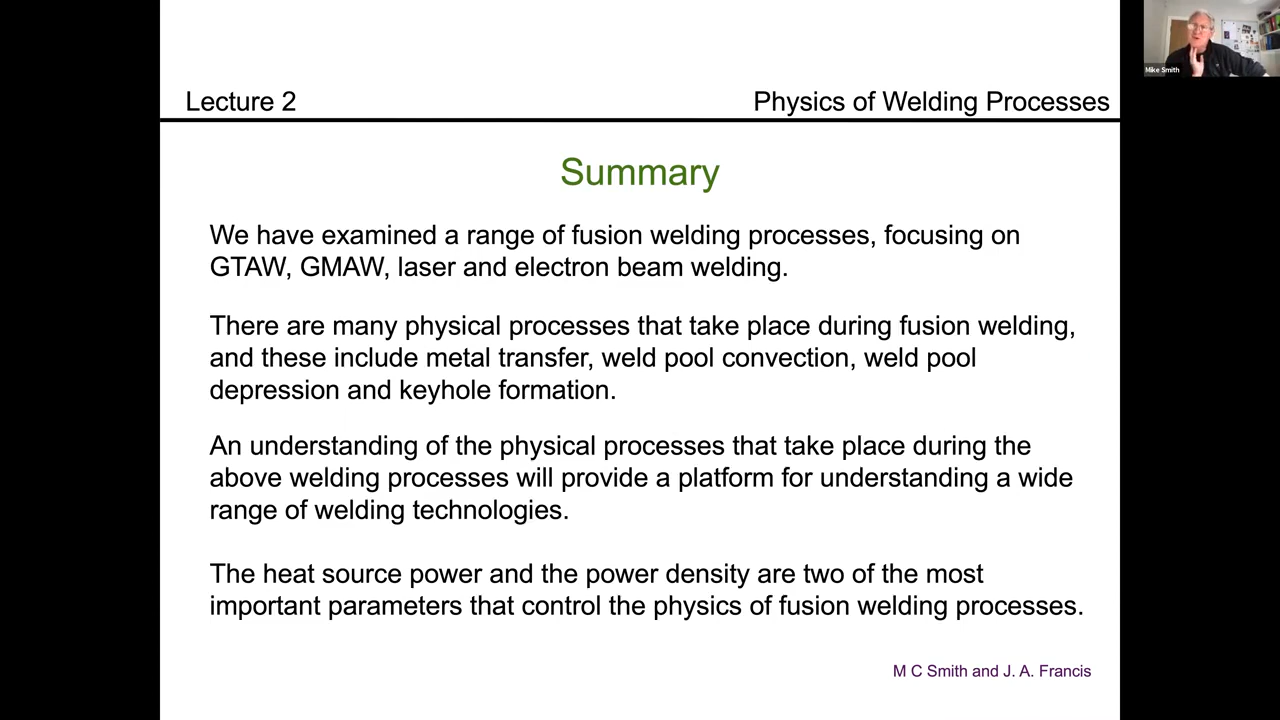 Mike Smith
Lecture 2
Physics of Welding Processes
Summary
We have examined a range of fusion welding processes, focusing on
GTAW, GMAW, laser and electron beam welding.
There are many physical processes that take place during fusion welding,
and these include metal transfer, weld pool convection, weld pool
depression and keyhole formation.
An understanding of the physical processes that take place during the
above welding processes will provide a platform for understanding a wide
range of welding technologies.
The heat source power and the power density are two of the most
important parameters that control the physics of fusion welding processes.
M C Smith and J. A. Francis